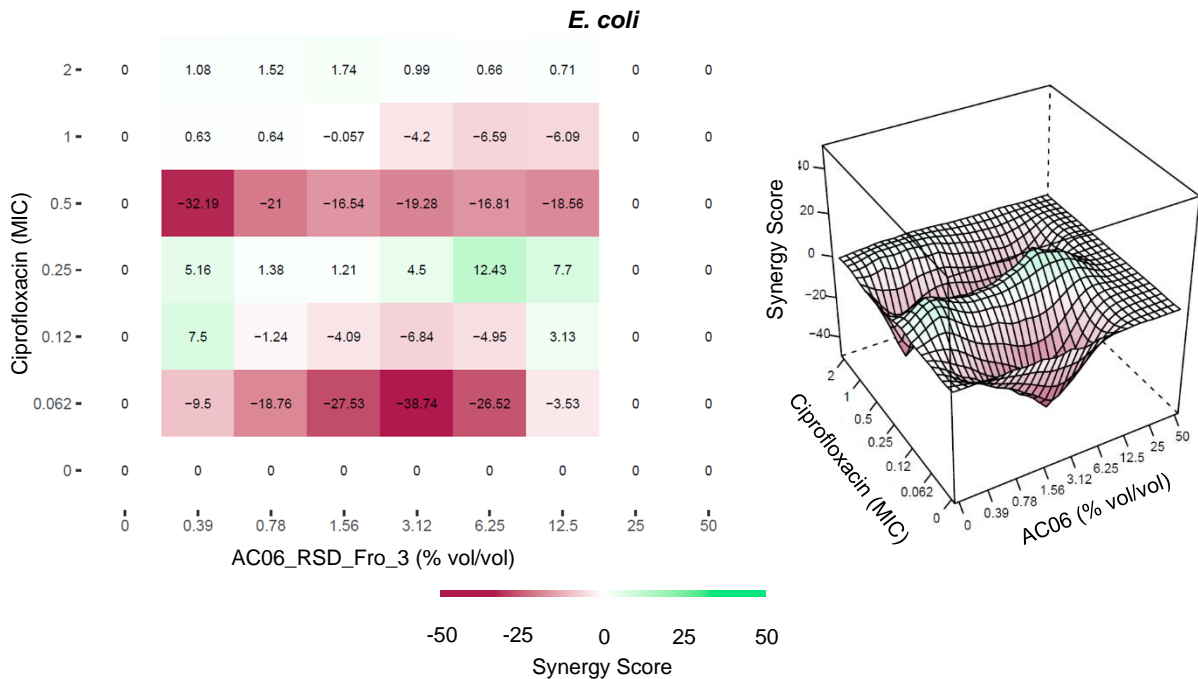 E. coli
2 0 1.08 1.52 1.74 0.99 0.66 0.71 0 0
1 0 0.63 0.64 −0.057 −4.2 −6.59 −6.09 0 0
0.5 0 −32.19 −21 −16.54 −19.28 −16.81 −18.56 0 0
0.25 0 5.16 1.38 1.21 4.5 12.43 7.7 0 0
0.12 0 7.5 −1.24 −4.09 −6.84 −4.95 3.13 0 0
0.062 0 −9.5 −18.76 −27.53 −38.74 −26.52 −3.53 0 0
0 0 0 0 0 0 0 0 0 0
0 0.39 0.78 1.56 3.12 6.25 12.5 25 50
Ciprofloxacin (MIC)
AC06_RSD_Fro_3 (% vol/vol)
40
20
0
−20
−40
Synergy Score
2
1
0.5
0.25
0.12
0.062
0
Ciprofloxacin (MIC)
0 0.39 0.78 1.56 3.12 6.25 12.5 25 50
AC06 (% vol/vol)
-50 -25 0 25 50
Synergy Score